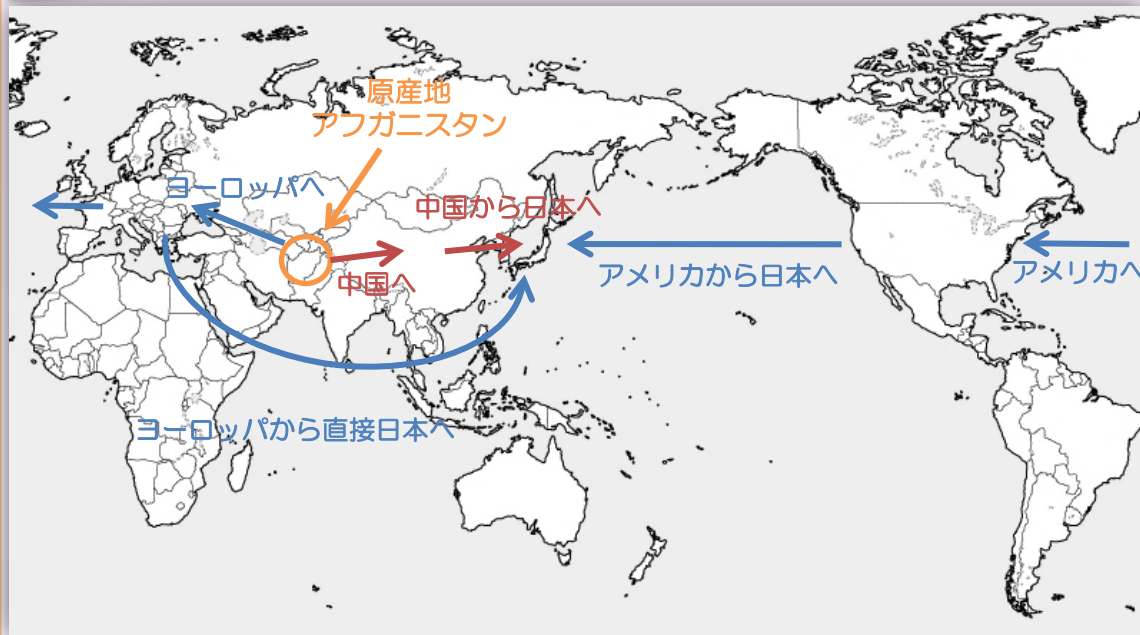 原産地
アフガニスタン
ヨーロッパへ
中国から日本へ
アメリカから日本へ
アメリカへ
中国へ
ヨーロッパから直接日本へ